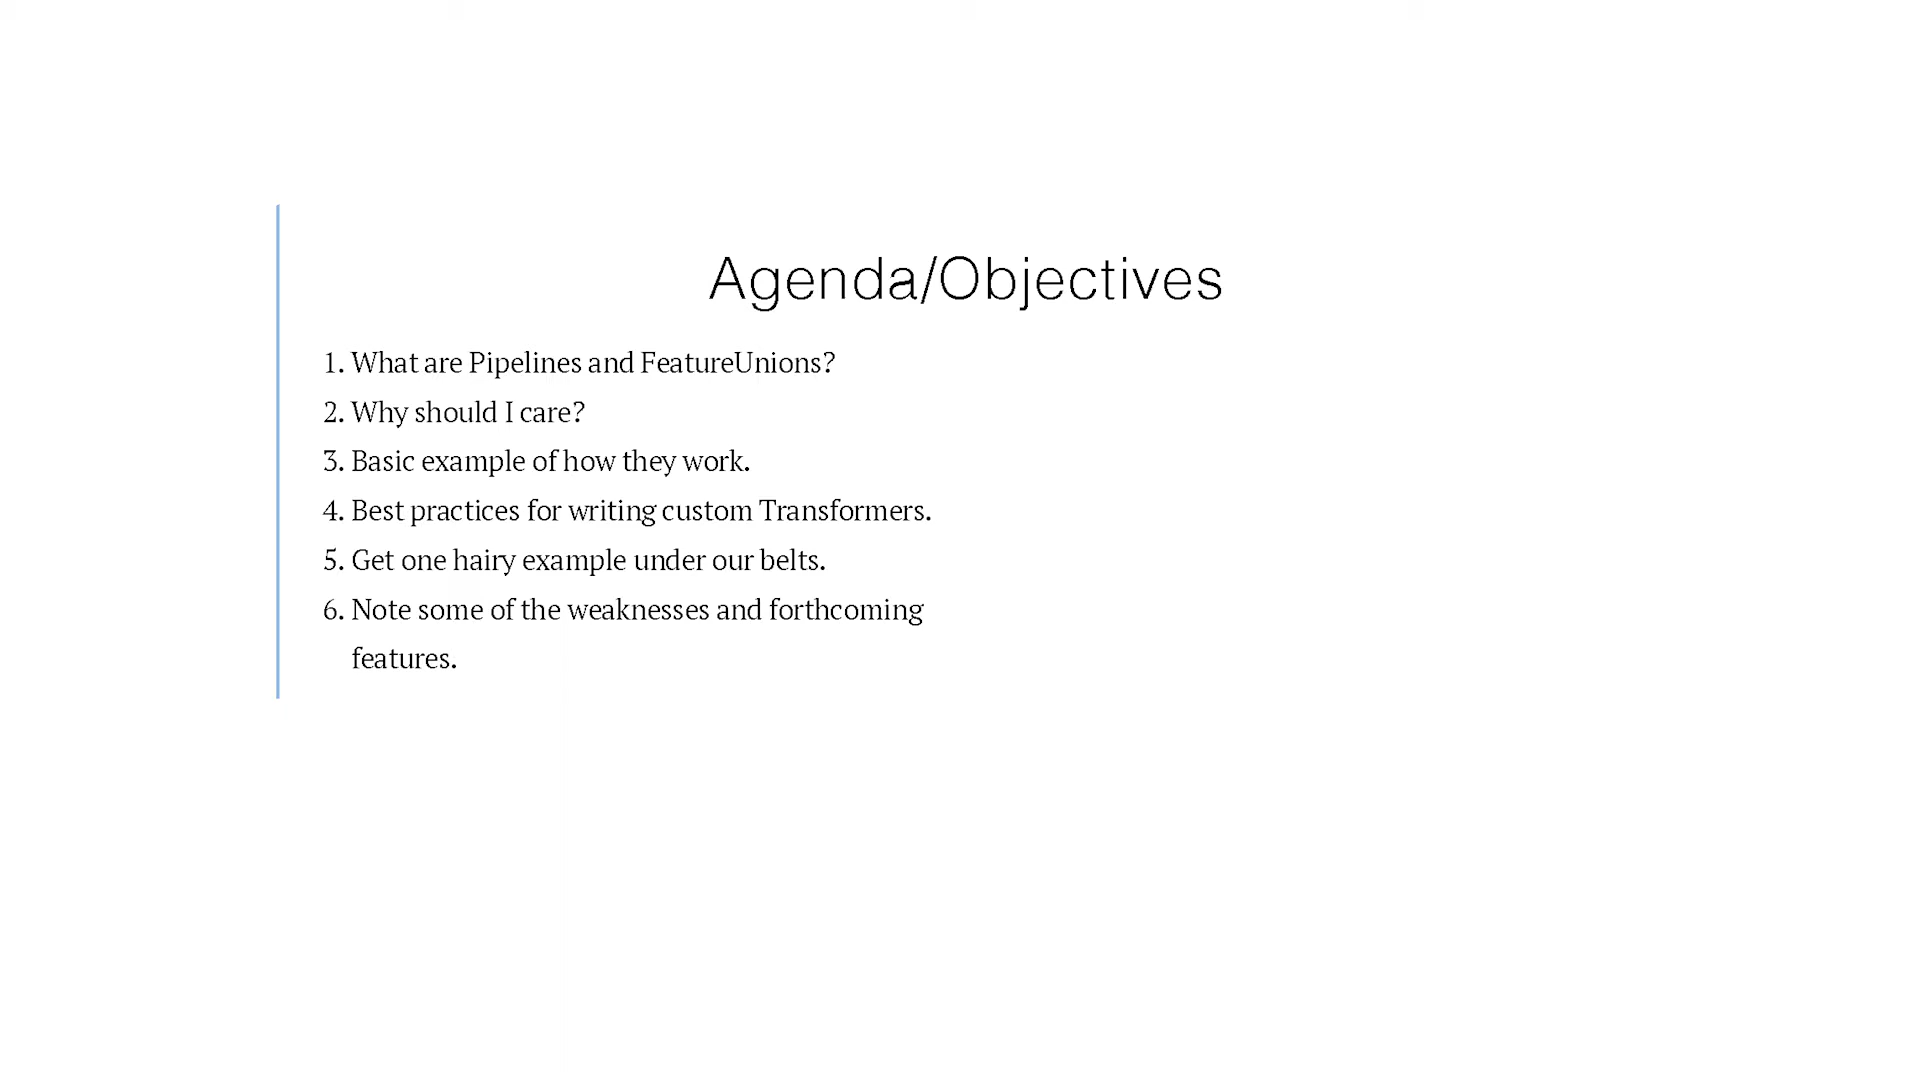 Agenda/Objectives
1. What are Pipelines and FeatureUnions?
2. Why should I care?
3. Basic example of how they work.
4. Best practices for writing custom Transformers.
5. Get one hairy example under our belts.
6. Note some of the weaknesses and forthcoming
features.